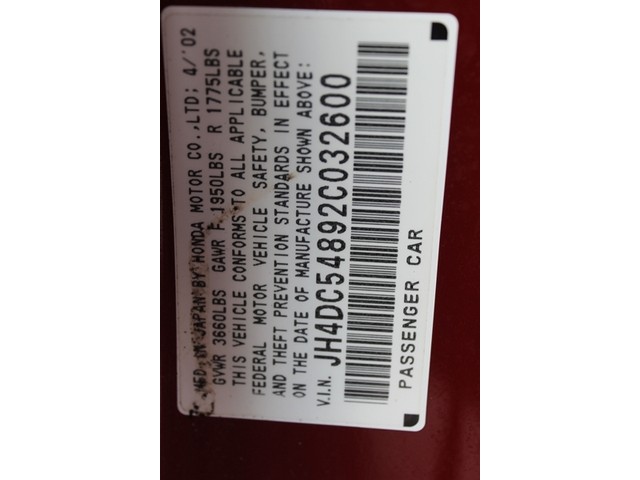 MFD IN JAPAN BY HONDA MOTOR CO.,LTD; 4/'02
GVWR 3660LBS GAWR F 1950LBS R 1775LBS
THIS VEHICLE CONFORMS TO ALL APPLICABLE
FEDERAL MOTOR VEHICLE SAFETY, BUMPER,
AND THEFT PREVENTION STANDARDS IN EFFECT
ON THE DATE OF MANUFACTURE SHOWN ABOVE:
V.I.N. JH4DC54892C032600
PASSENGER CAR